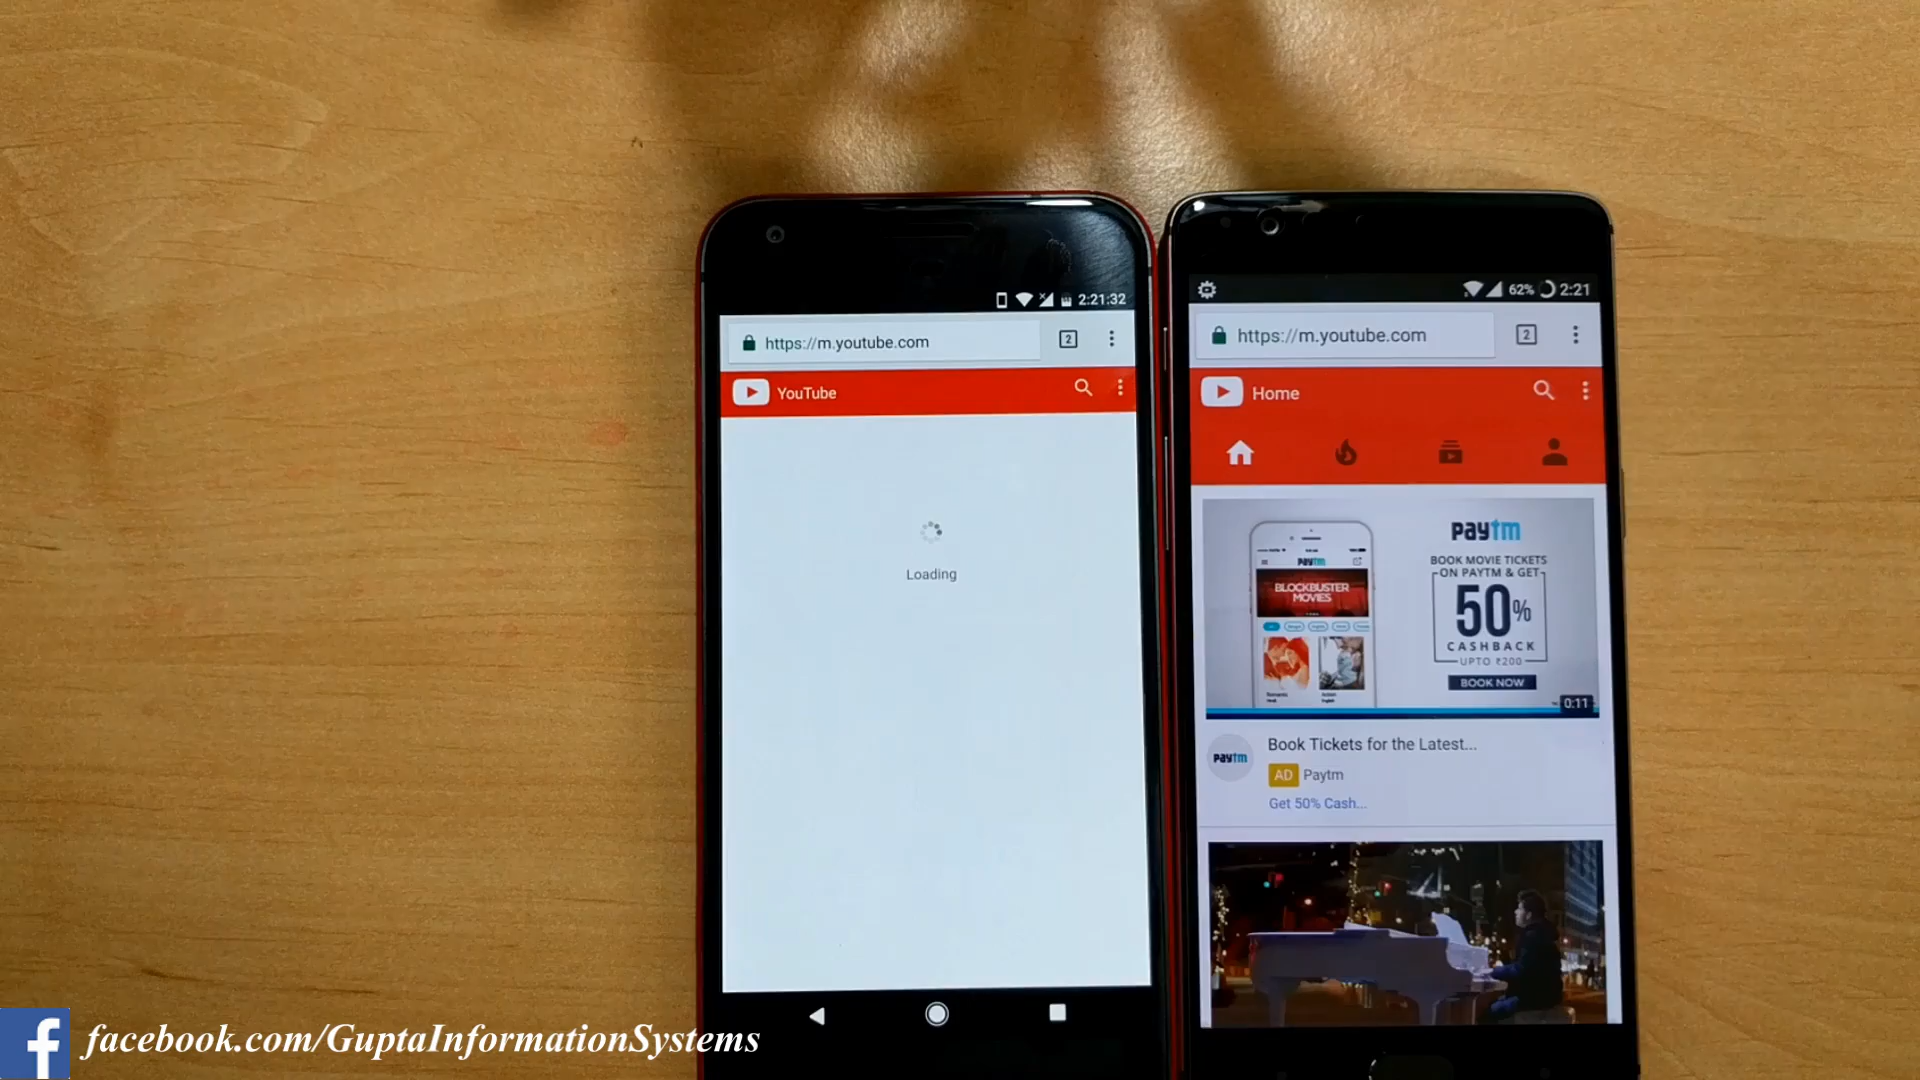 2:21:32
https://m.youtube.com
2
YouTube
Loading
62% 2:21
https://m.youtube.com
2
Home
paytm
BLOCKBUSTER
MOVIES
paytm
BOOK MOVIE TICKETS
ON PAYTM & GET
50%
CASHBACK
UPTO ₹200
BOOK NOW
0:11
paytm
Book Tickets for the Latest...
AD Paytm
Get 50% Cash...
f facebook.com/GuptaInformationSystems